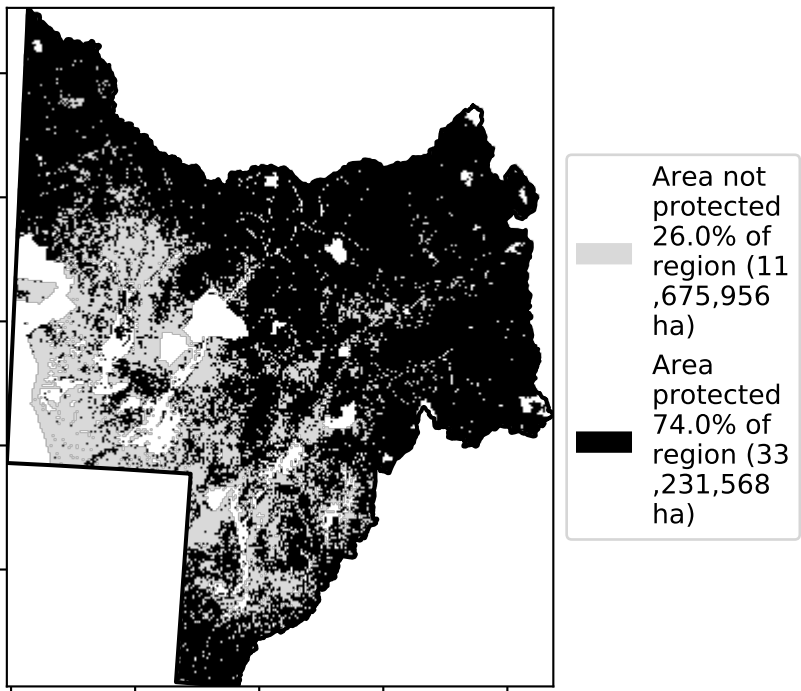 Area not
protected
26.0% of
region (11
,675,956
ha)
Area
protected
74.0% of
region (33
,231,568
ha)